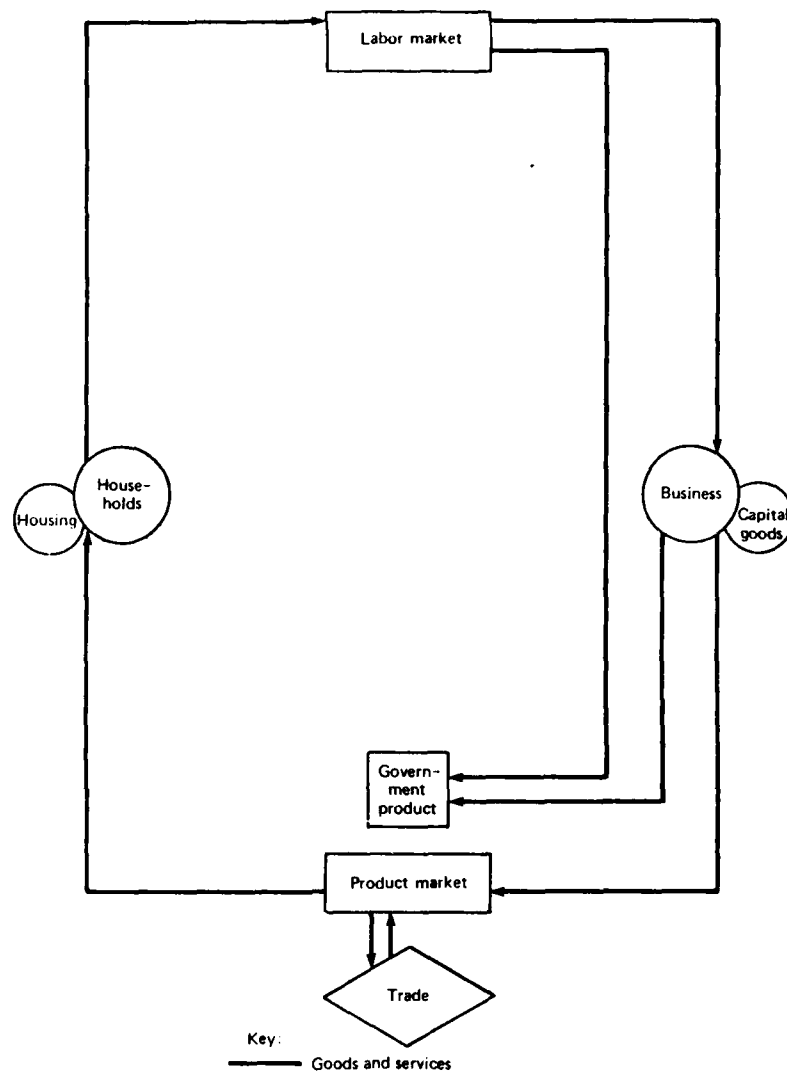 Labor market
House-
holds
Housing
Business
Capital
goods
Govern-
ment
product
Product market
Trade
Key:
Goods and services